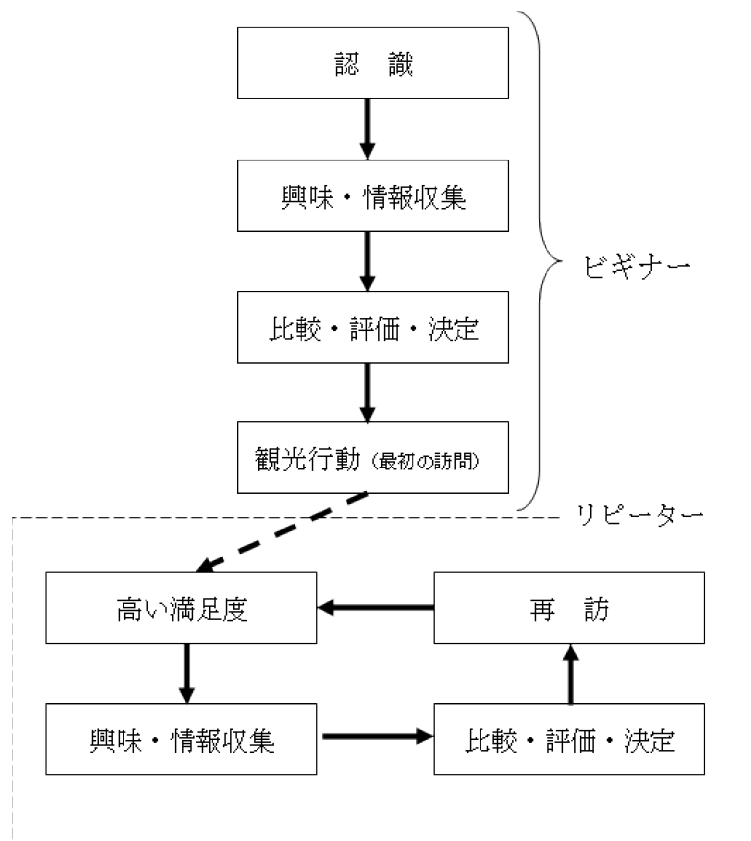 認　識
興味・情報収集
比較・評価・決定
ビギナー
観光行動（最初の訪問）
リピーター
高い満足度
再　訪
興味・情報収集
比較・評価・決定